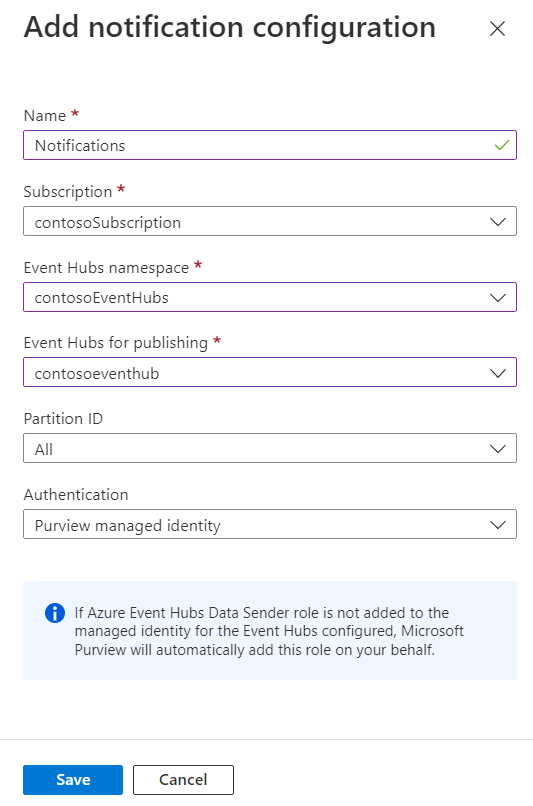 Add notification configuration
Name *
Notifications
Subscription *
contosoSubscription
Event Hubs namespace *
contosoEventHubs
Event Hubs for publishing *
contosoeventhub
Partition ID
All
Authentication
Purview managed identity
If Azure Event Hubs Data Sender role is not added to the
managed identity for the Event Hubs configured, Microsoft
Purview will automatically add this role on your behalf.
Save
Cancel